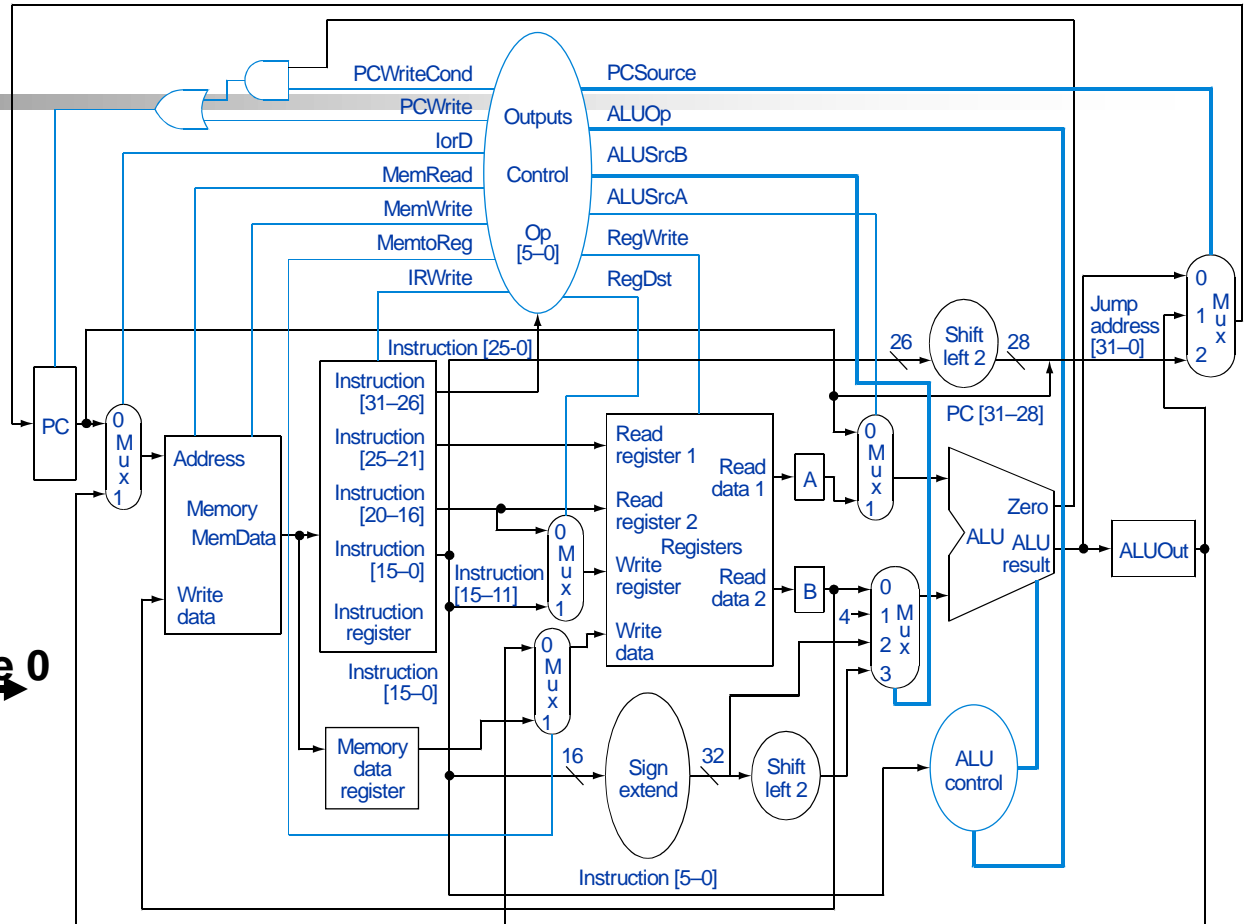 PCWriteCond
PCWrite
IorD
MemRead
MemWrite
MemtoReg
IRWrite
Outputs
Control
Op
[5–0]
PCSource
ALUOp
ALUSrcB
ALUSrcA
RegWrite
RegDst
Instruction [25-0]
26
Shift
left 2
28
Jump
address
[31–0]
0
1
2
M
u
x
PC [31–28]
PC
0
M
u
x
1
Address
Memory
MemData
Write
data
Instruction
[31–26]
Instruction
[25–21]
Instruction
[20–16]
Instruction
[15–0]
Instruction
register
Instruction
[15–11]
0
M
u
x
1
Instruction
[15–0]
0
M
u
x
1
Memory
data
register
Read
register 1
Read
register 2
Registers
Write
register
Write
data
Read
data 1
Read
data 2
A
B
0
M
u
x
1
4
0
1
2
3
M
u
x
Zero
ALU
ALU
result
ALUOut
16
Sign
extend
32
Shift
left 2
ALU
control
Instruction [5–0]
e 0